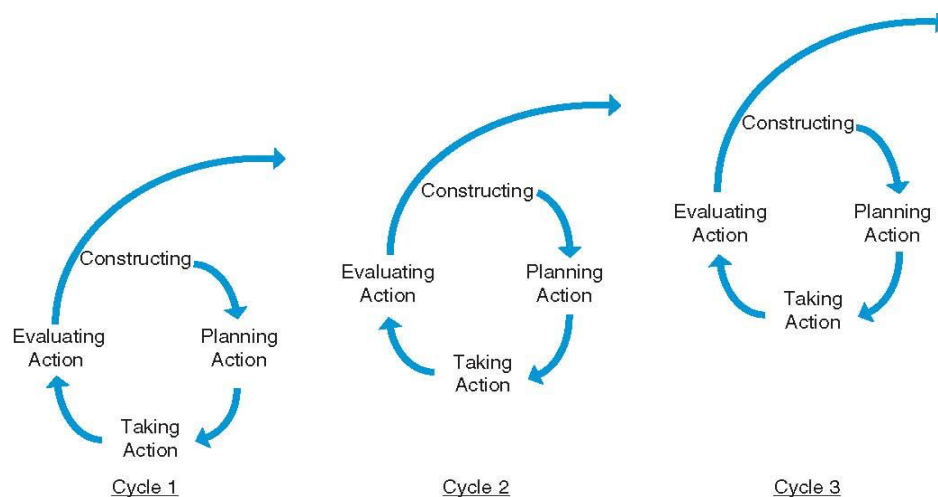 Constructing
Evaluating
Action
Planning
Action
Taking
Action
Cycle 1
Constructing
Evaluating
Action
Planning
Action
Taking
Action
Cycle 2
Constructing
Evaluating
Action
Planning
Action
Taking
Action
Cycle 3